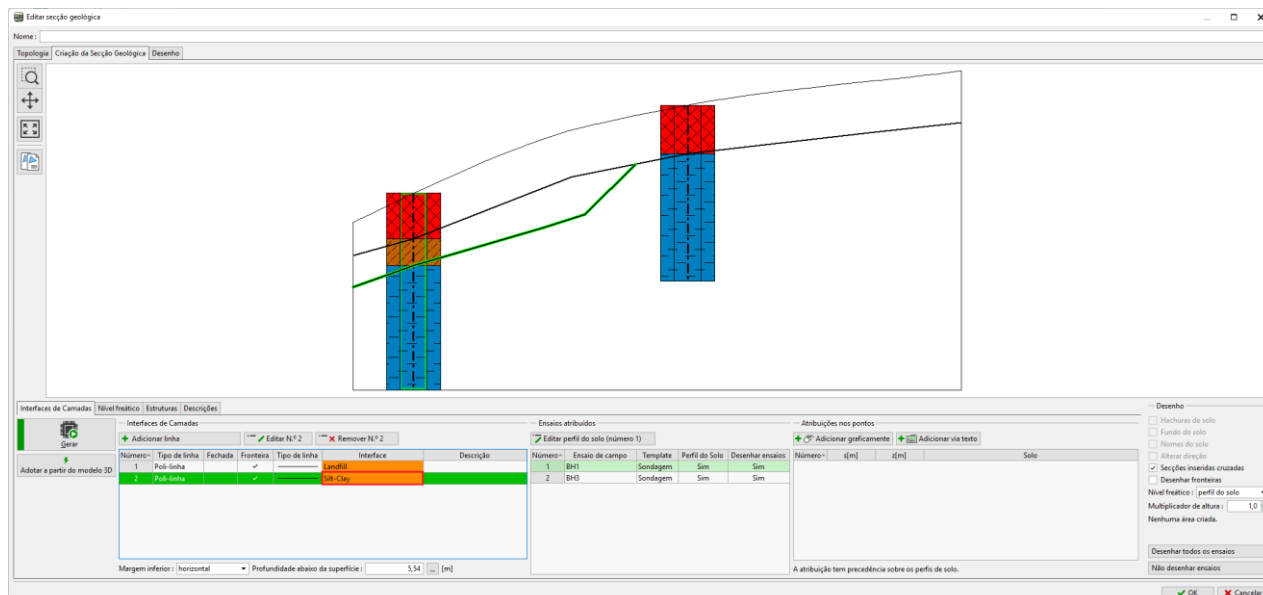 Editar secção geológica
Nome :
Topologia Criação da Secção Geológica Desenho
Interfaces de Camadas Nível freático Estruturas Descrições
Gerar
Adotar a partir do modelo 3D
Interfaces de Camadas
Adicionar linha Editar N.º 2 Remover N.º 2
Número Tipo de linha Fechada Fronteira Tipo de linha Interface Descrição
1 Poli-linha Landfill
2 Poli-linha Silt-Clay
Margem inferior : horizontal Profundidade abaixo da superfície : 5,54 ... [m]
Ensaios atribuídos
Editar perfil do solo (número 1)
Número Ensaio de campo Template Perfil do Solo Desenhar ensaios
1 BH1 Sondagem Sim Sim
2 BH3 Sondagem Sim Sim
Atribuições nos pontos
Adicionar graficamente Adicionar via texto
Número s[m] z[m] Solo
A atribuição tem precedência sobre os perfis de solo.
Desenho
Hachuras do solo
Fundo do solo
Nomes do solo
Alterar direção
Secções inseridas cruzadas
Desenhar fronteiras
Nível freático : perfil do solo
Multiplicador de altura : 1,0
Nenhuma área criada.
Desenhar todos os ensaios
Não desenhar ensaios
OK Cancelar